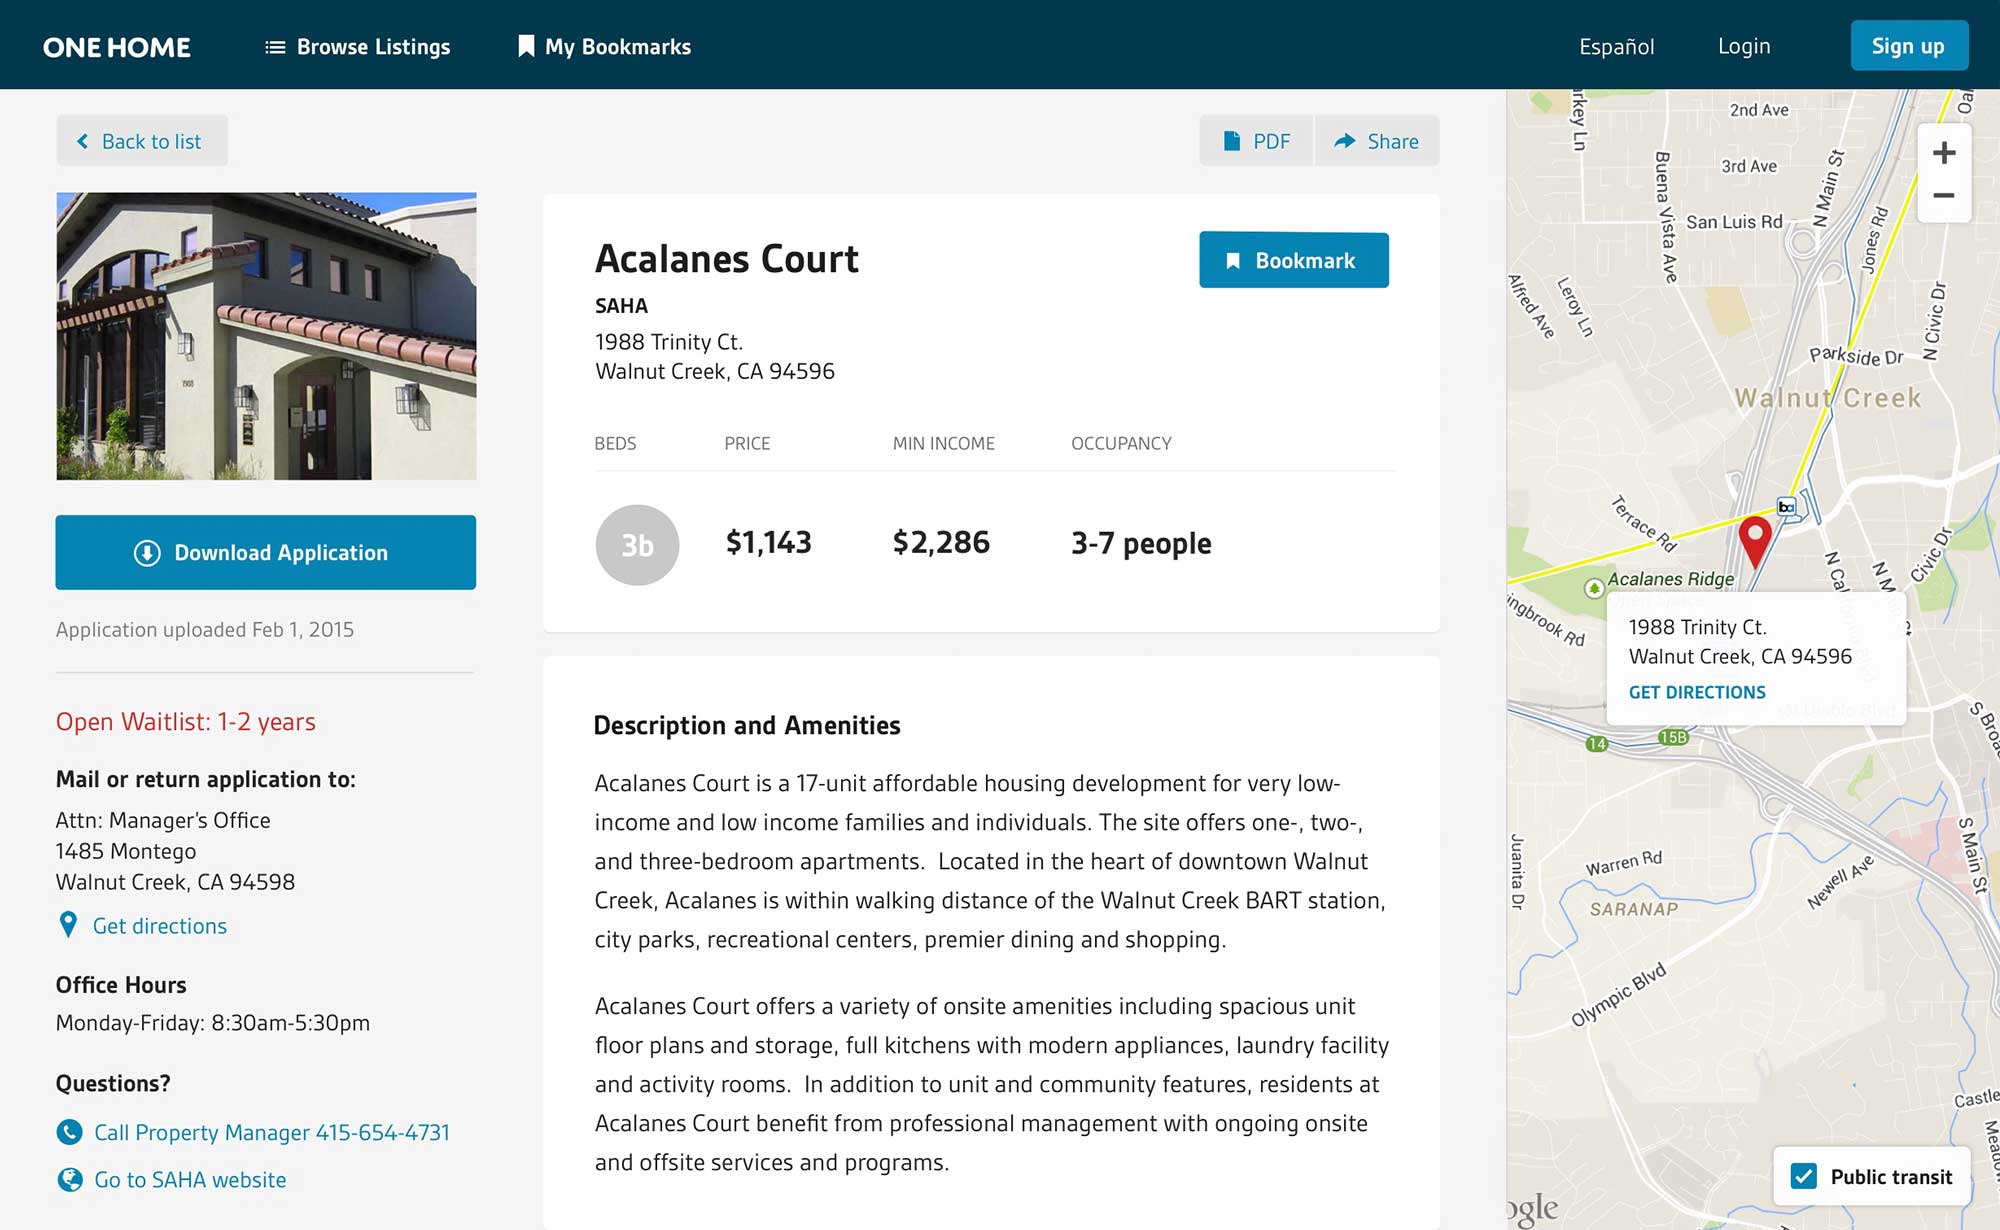 ONE HOME
Browse Listings
My Bookmarks
Español
Login
Sign up
Back to list
PDF
Share
Download Application
Application uploaded Feb 1, 2015
Open Waitlist: 1-2 years
Mail or return application to:
Attn: Manager's Office
1485 Montego
Walnut Creek, CA 94598
Get directions
Office Hours
Monday-Friday: 8:30am-5:30pm
Questions?
Call Property Manager 415-654-4731
Go to SAHA website
Acalanes Court
Bookmark
SAHA
1988 Trinity Ct.
Walnut Creek, CA 94596
BEDS PRICE MIN INCOME OCCUPANCY
3b $1,143 $2,286 3-7 people
Description and Amenities
Acalanes Court is a 17-unit affordable housing development for very low-
income and low income families and individuals. The site offers one-, two-,
and three-bedroom apartments.  Located in the heart of downtown Walnut
Creek, Acalanes is within walking distance of the Walnut Creek BART station,
city parks, recreational centers, premier dining and shopping.
Acalanes Court offers a variety of onsite amenities including spacious unit
floor plans and storage, full kitchens with modern appliances, laundry facility
and activity rooms.  In addition to unit and community features, residents at
Acalanes Court benefit from professional management with ongoing onsite
and offsite services and programs.
2nd Ave
3rd Ave
Buena Vista Ave
N Main St
San Luis Rd
Jones Rd
Alfred Ave
Leroy Ln
N Civic Dr
Parkside Dr
Walnut Creek
ba
Terrace Rd
Civic Dr
Acalanes Ridge
1988 Trinity Ct.
Walnut Creek, CA 94596
GET DIRECTIONS
14
15B
S Main St
Juanita Dr
Warren Rd
Newell Ave
SARANAP
Olympic Blvd
Public transit